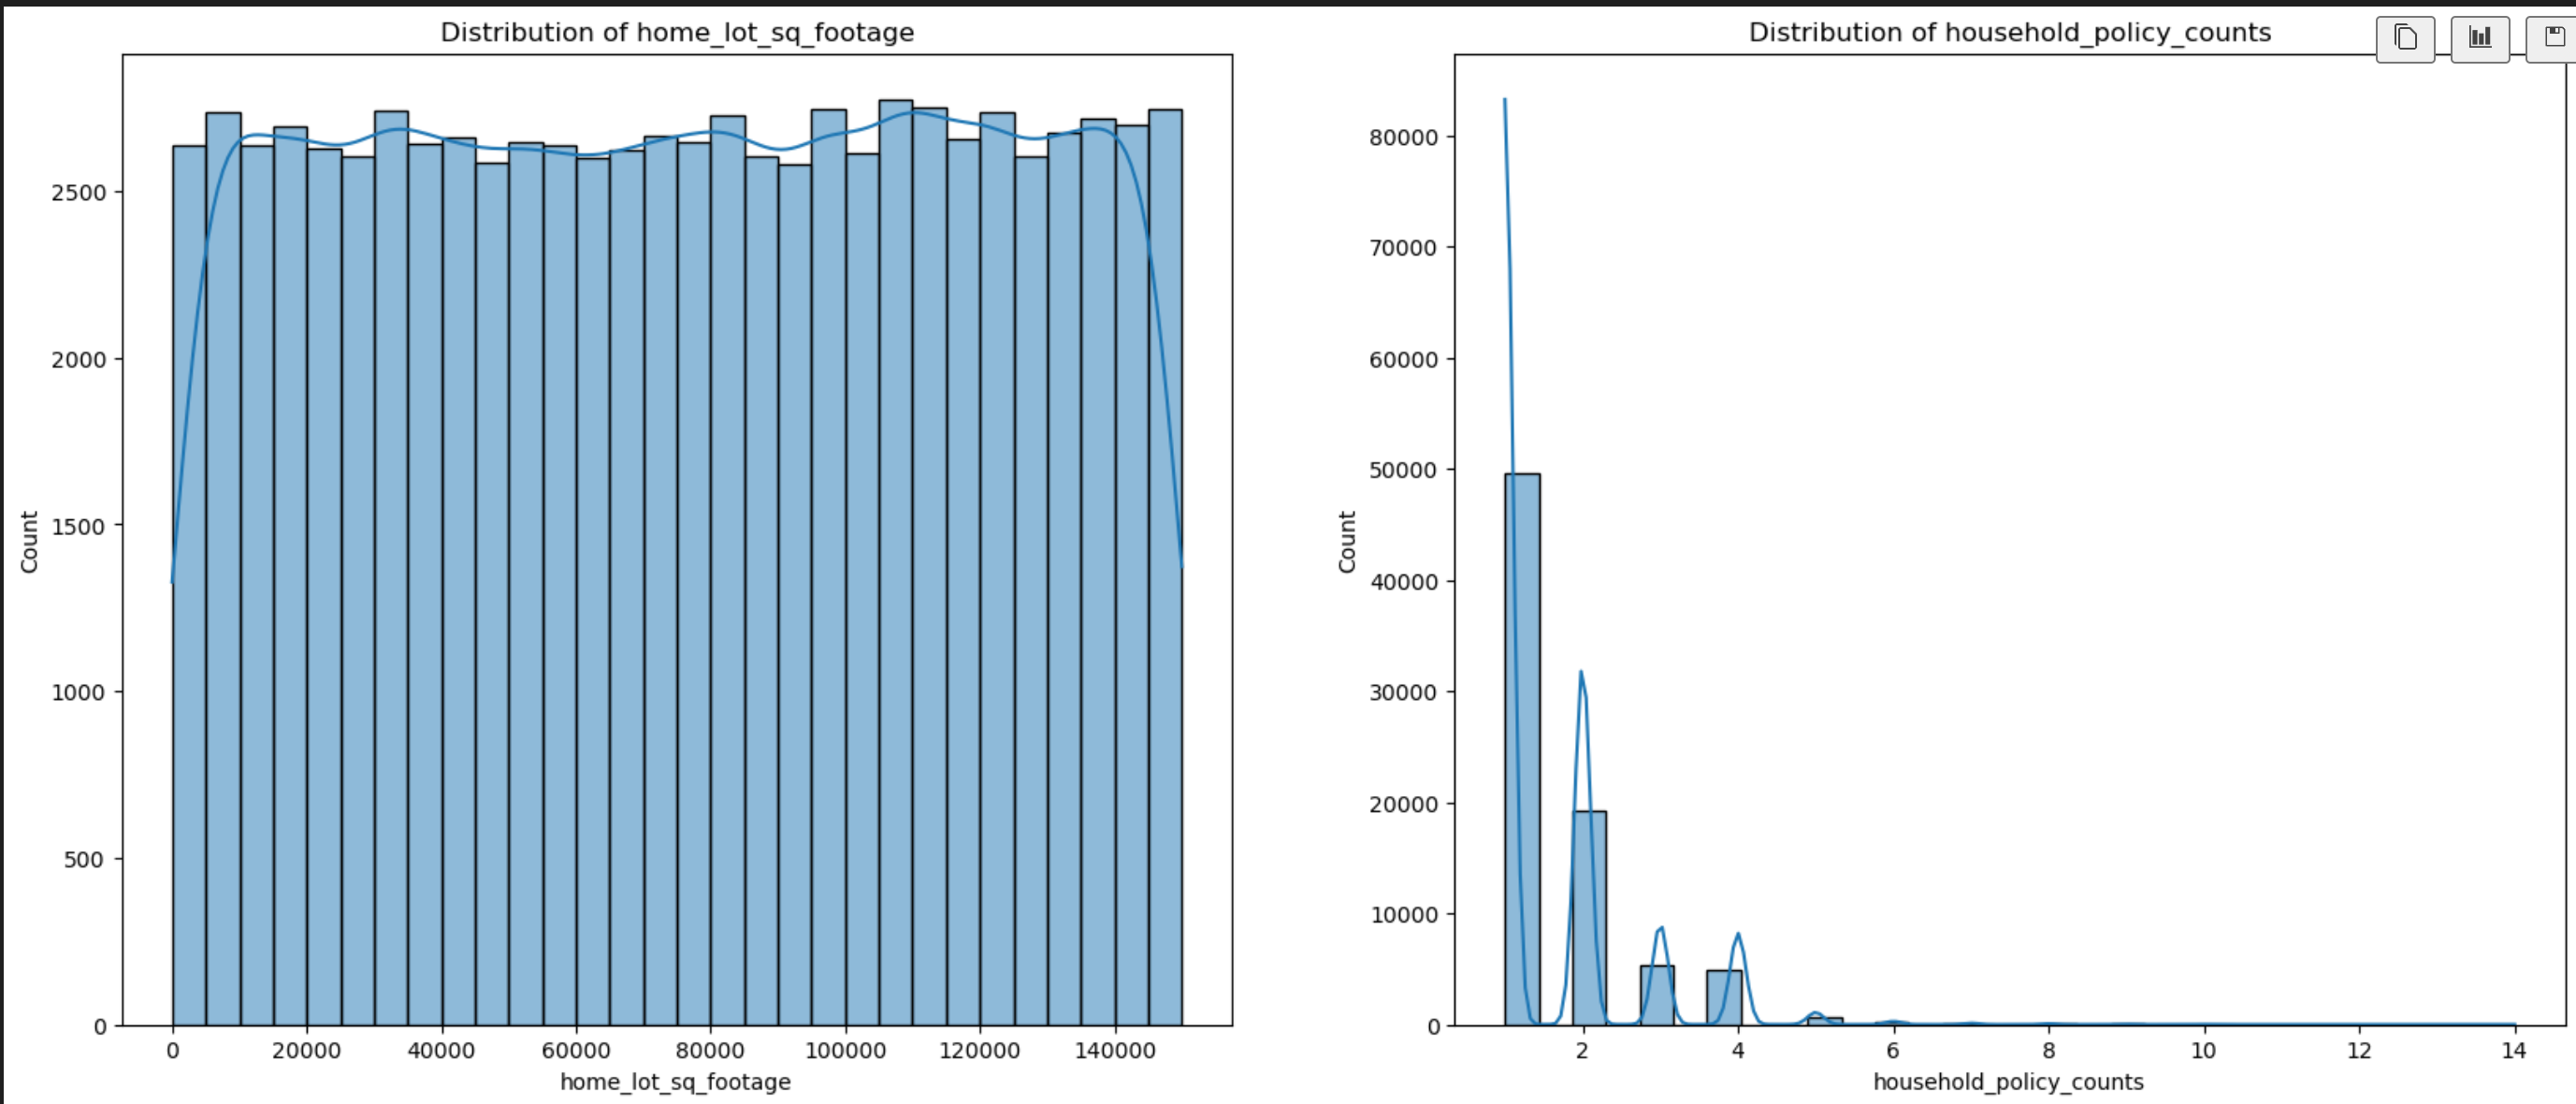 Distribution of home_lot_sq_footage
Count
2500
2000
1500
1000
500
0
0 20000 40000 60000 80000 100000 120000 140000
home_lot_sq_footage
Distribution of household_policy_counts
Count
80000
70000
60000
50000
40000
30000
20000
10000
0
2 4 6 8 10 12 14
household_policy_counts